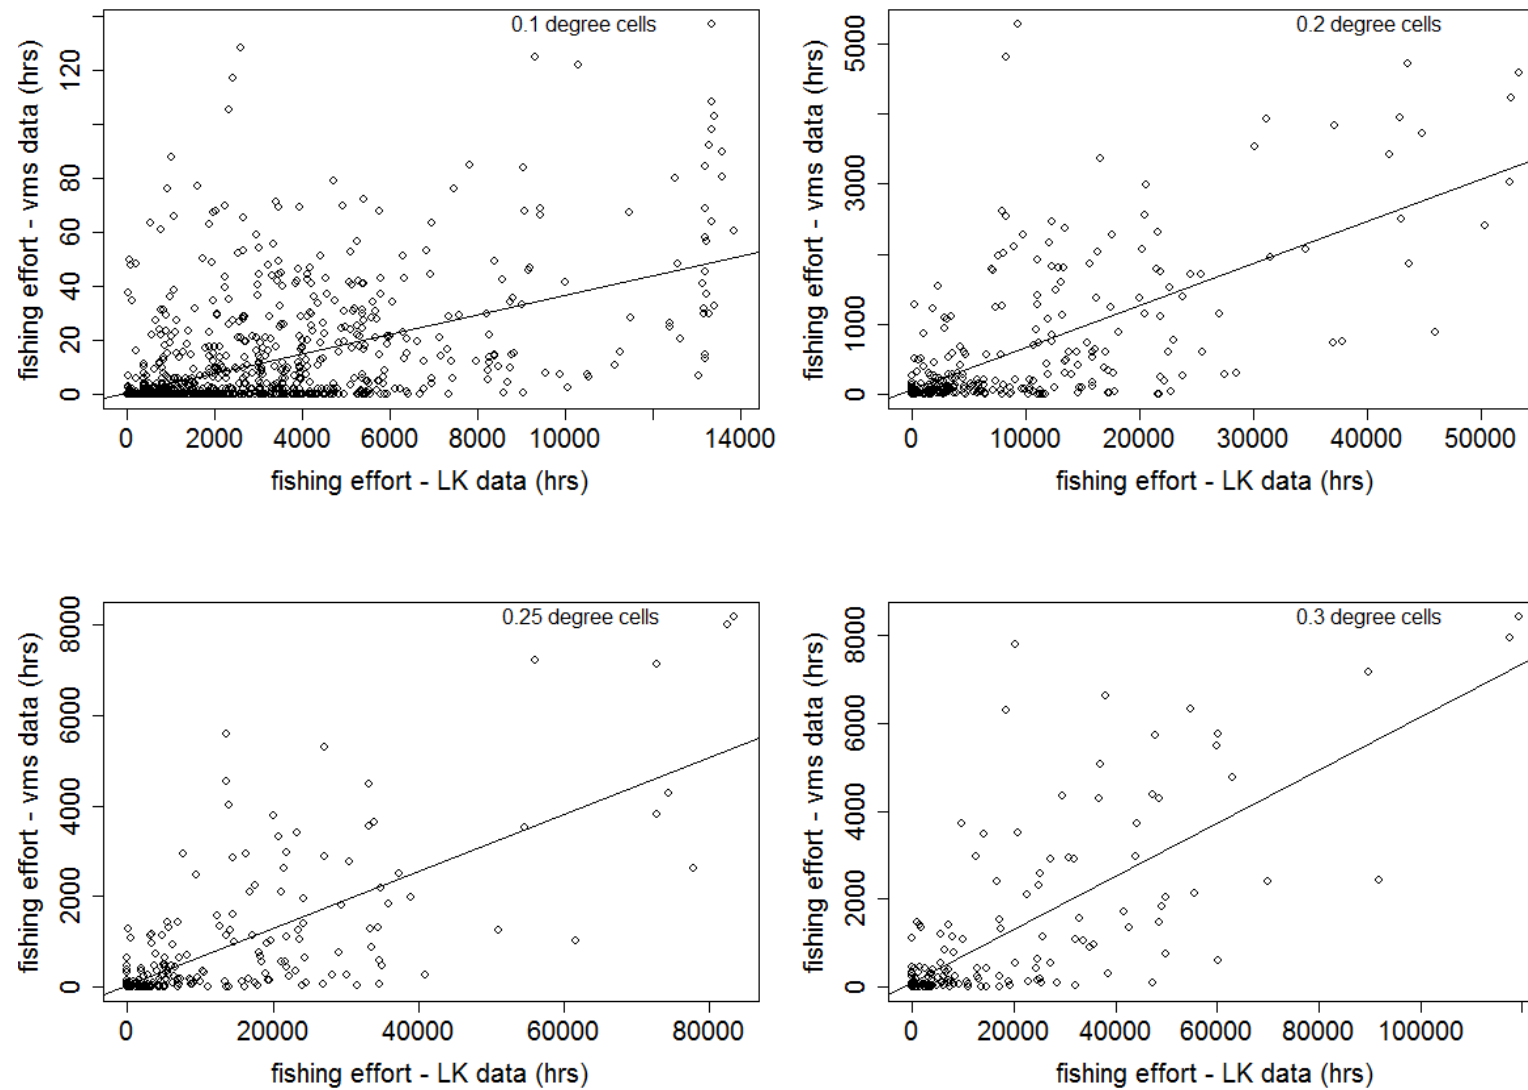 0.1 degree cells
fishing effort - vms data (hrs)
0 20 40 60 80 120
0 2000 4000 6000 8000 10000 14000
fishing effort - LK data (hrs)
0.2 degree cells
fishing effort - vms data (hrs)
0 1000 3000 5000
0 10000 20000 30000 40000 50000
fishing effort - LK data (hrs)
0.25 degree cells
fishing effort - vms data (hrs)
0 2000 4000 6000 8000
0 20000 40000 60000 80000
fishing effort - LK data (hrs)
0.3 degree cells
fishing effort - vms data (hrs)
0 2000 4000 6000 8000
0 20000 40000 60000 80000 100000
fishing effort - LK data (hrs)